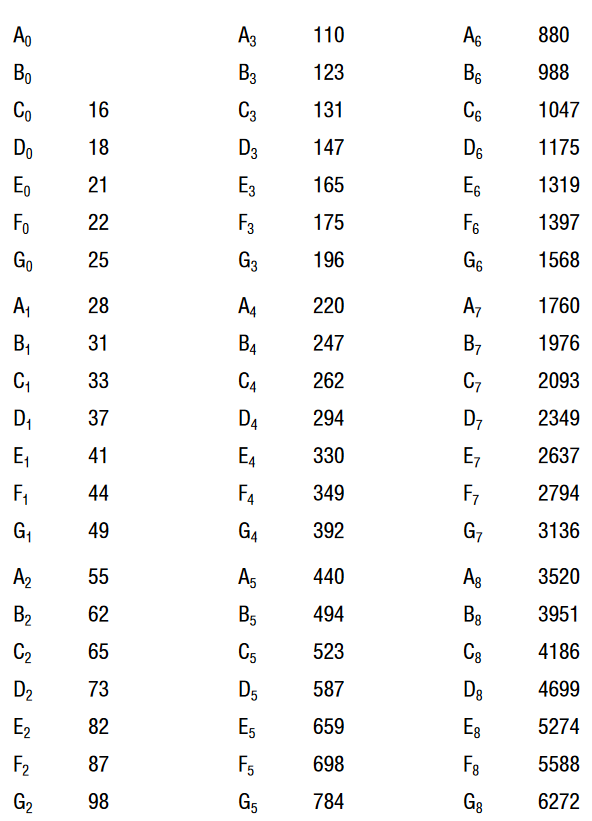 A₀ A₃ 110 A₆ 880
B₀ B₃ 123 B₆ 988
C₀ 16 C₃ 131 C₆ 1047
D₀ 18 D₃ 147 D₆ 1175
E₀ 21 E₃ 165 E₆ 1319
F₀ 22 F₃ 175 F₆ 1397
G₀ 25 G₃ 196 G₆ 1568
A₁ 28 A₄ 220 A₇ 1760
B₁ 31 B₄ 247 B₇ 1976
C₁ 33 C₄ 262 C₇ 2093
D₁ 37 D₄ 294 D₇ 2349
E₁ 41 E₄ 330 E₇ 2637
F₁ 44 F₄ 349 F₇ 2794
G₁ 49 G₄ 392 G₇ 3136
A₂ 55 A₅ 440 A₈ 3520
B₂ 62 B₅ 494 B₈ 3951
C₂ 65 C₅ 523 C₈ 4186
D₂ 73 D₅ 587 D₈ 4699
E₂ 82 E₅ 659 E₈ 5274
F₂ 87 F₅ 698 F₈ 5588
G₂ 98 G₅ 784 G₈ 6272